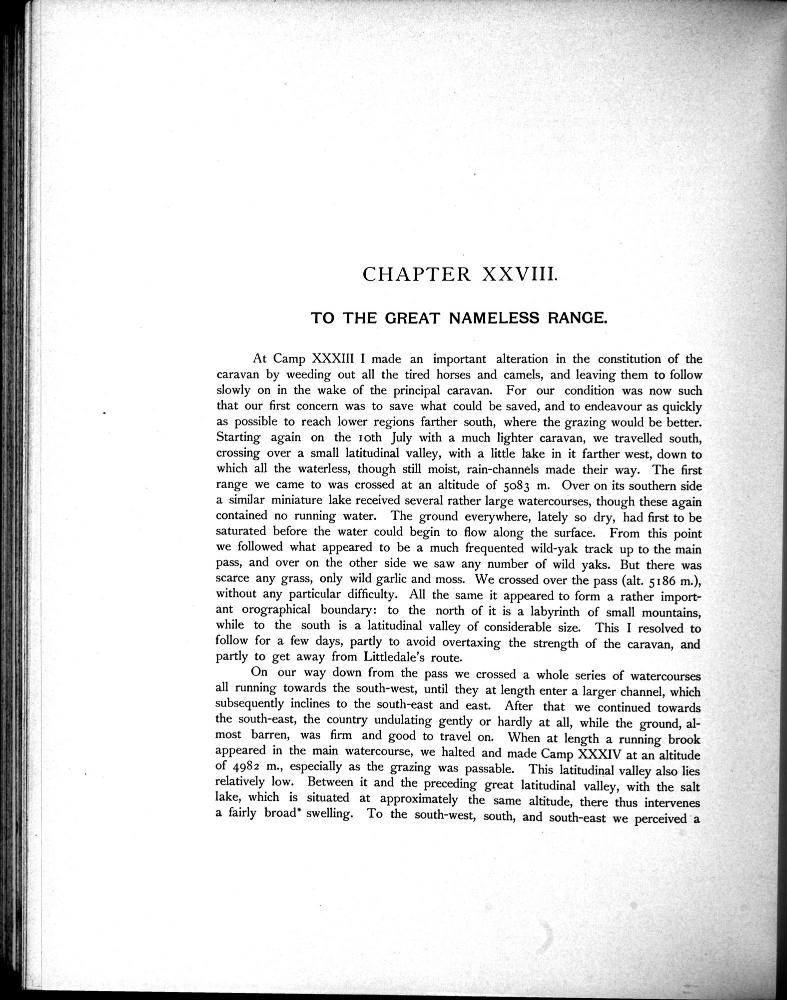 CHAPTER XXVIII.
TO THE GREAT NAMELESS RANGE.
At Camp XXXIII I made an important alteration in the constitution of the
caravan by weeding out all the tired horses and camels, and leaving them to follow
slowly on in the wake of the principal caravan. For our condition was now such
that our first concern was to save what could be saved, and to endeavour as quickly
as possible to reach lower regions farther south, where the grazing would be better.
Starting again on the 10th July with a much lighter caravan, we travelled south,
crossing over a small latitudinal valley, with a little lake in it farther west, down to
which all the waterless, though still moist, rain-channels made their way. The first
range we came to was crossed at an altitude of 5083 m. Over on its southern side
a similar miniature lake received several rather large watercourses, though these again
contained no running water. The ground everywhere, lately so dry, had first to be
saturated before the water could begin to flow along the surface. From this point
we followed what appeared to be a much frequented wild-yak track up to the main
pass, and over on the other side we saw any number of wild yaks. But there was
scarce any grass, only wild garlic and moss. We crossed over the pass (alt. 5186 m.),
without any particular difficulty. All the same it appeared to form a rather import-
ant orographical boundary: to the north of it is a labyrinth of small mountains,
while to the south is a latitudinal valley of considerable size. This I resolved to
follow for a few days, partly to avoid overtaxing the strength of the caravan, and
partly to get away from Littledale's route.
On our way down from the pass we crossed a whole series of watercourses
all running towards the south-west, until they at length enter a larger channel, which
subsequently inclines to the south-east and east. After that we continued towards
the south-east, the country undulating gently or hardly at all, while the ground, al-
most barren, was firm and good to travel on. When at length a running brook
appeared in the main watercourse, we halted and made Camp XXXIV at an altitude
of 4982 m., especially as the grazing was passable. This latitudinal valley also lies
relatively low. Between it and the preceding great latitudinal valley, with the salt
lake, which is situated at approximately the same altitude, there thus intervenes
a fairly broad swelling. To the south-west, south, and south-east we perceived a